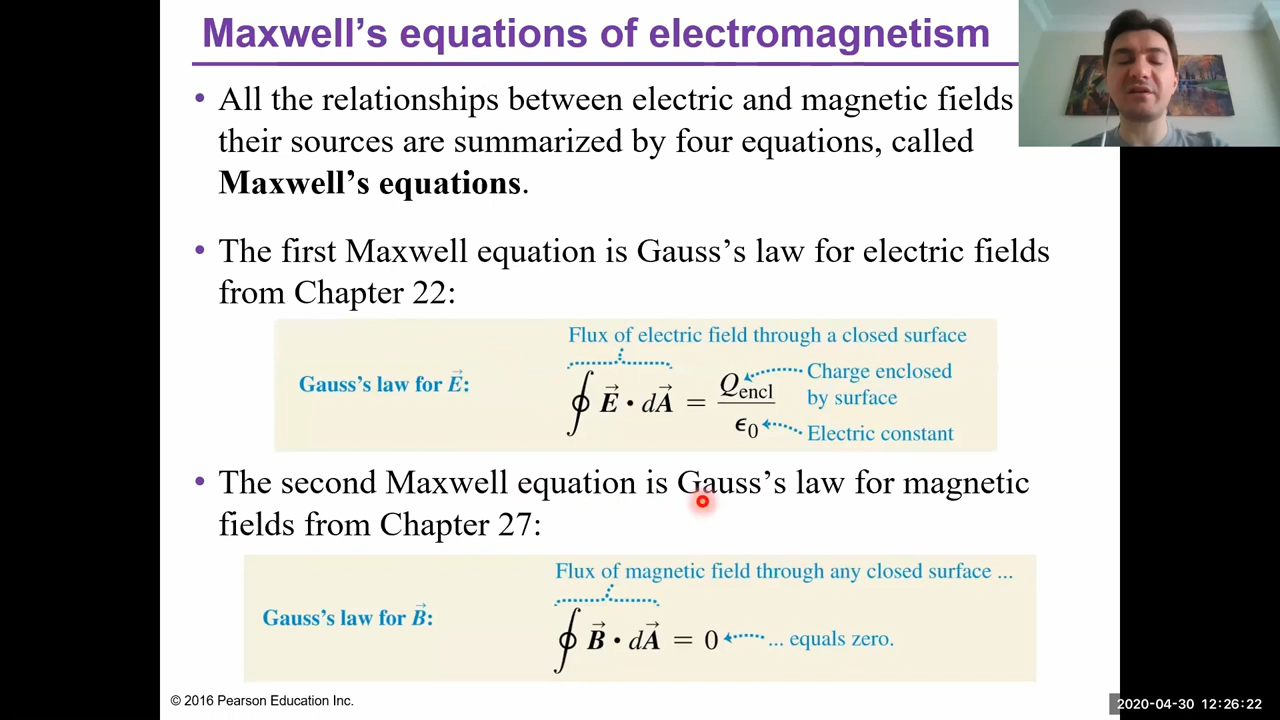 Maxwell’s equations of electromagnetism
• All the relationships between electric and magnetic fields
their sources are summarized by four equations, called
Maxwell’s equations.
• The first Maxwell equation is Gauss’s law for electric fields
from Chapter 22:
Flux of electric field through a closed surface
Gauss’s law for E⃗:
∮ E⃗ • dA⃗ = Qencl / ϵ0
Charge enclosed
by surface
Electric constant
• The second Maxwell equation is Gauss’s law for magnetic
fields from Chapter 27:
Flux of magnetic field through any closed surface ...
Gauss’s law for B⃗:
∮ B⃗ • dA⃗ = 0
... equals zero.
© 2016 Pearson Education Inc.
2020-04-30 12:26:22